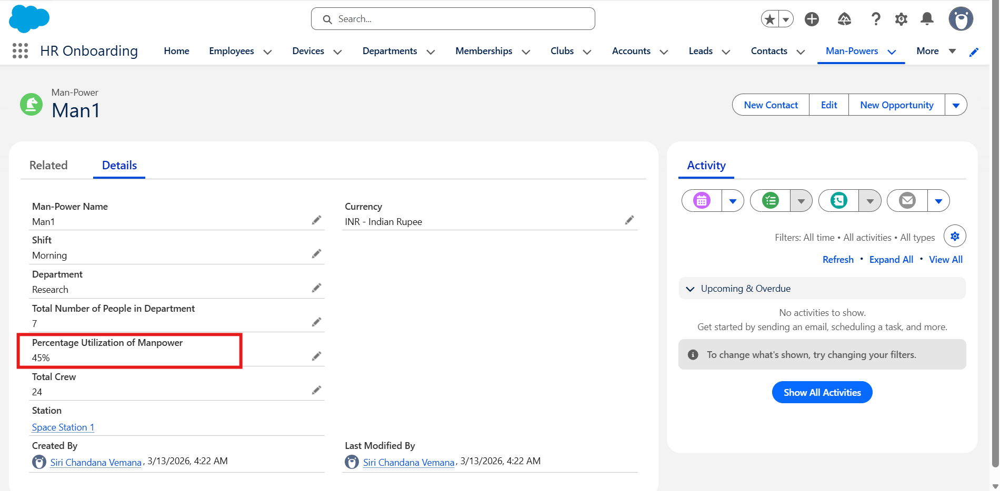 Search...
HR Onboarding
Home
Employees
Devices
Departments
Memberships
Clubs
Accounts
Leads
Contacts
Man-Powers
More
Man-Power
Man1
New Contact
Edit
New Opportunity
Related
Details
Man-Power Name
Man1
Currency
INR - Indian Rupee
Shift
Morning
Department
Research
Total Number of People in Department
7
Percentage Utilization of Manpower
45%
Total Crew
24
Station
Space Station 1
Created By
Siri Chandana Vemana, 3/13/2026, 4:22 AM
Last Modified By
Siri Chandana Vemana, 3/13/2026, 4:22 AM
Activity
Filters: All time • All activities • All types
Refresh • Expand All • View All
Upcoming & Overdue
No activities to show.
Get started by sending an email, scheduling a task, and more.
To change what's shown, try changing your filters.
Show All Activities